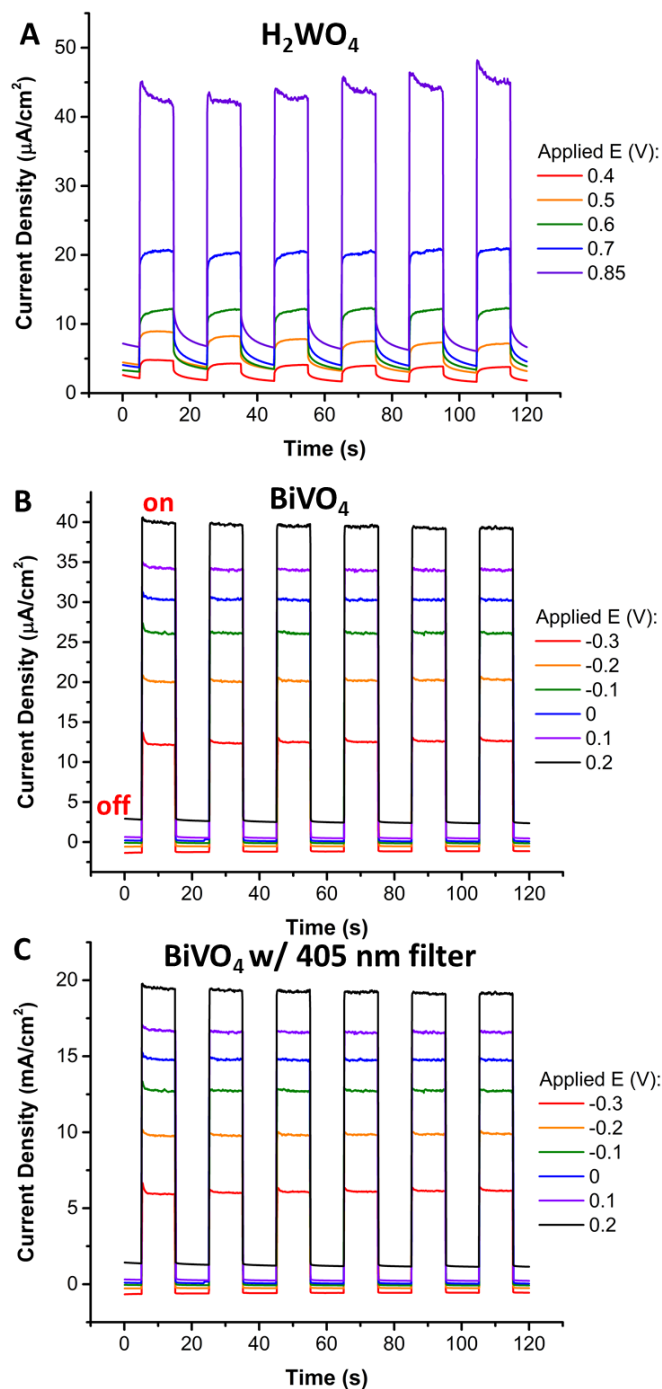 A
H₂WO₄
50
40
30
20
10
0
Current Density (µA/cm²)
0 20 40 60 80 100 120
Time (s)
Applied E (V):
0.4
0.5
0.6
0.7
0.85
B
BiVO₄
on
off
40
35
30
25
20
15
10
5
0
Current Density (µA/cm²)
0 20 40 60 80 100 120
Time (s)
Applied E (V):
-0.3
-0.2
-0.1
0
0.1
0.2
C
BiVO₄ w/ 405 nm filter
20
15
10
5
0
Current Density (mA/cm²)
0 20 40 60 80 100 120
Time (s)
Applied E (V):
-0.3
-0.2
-0.1
0
0.1
0.2